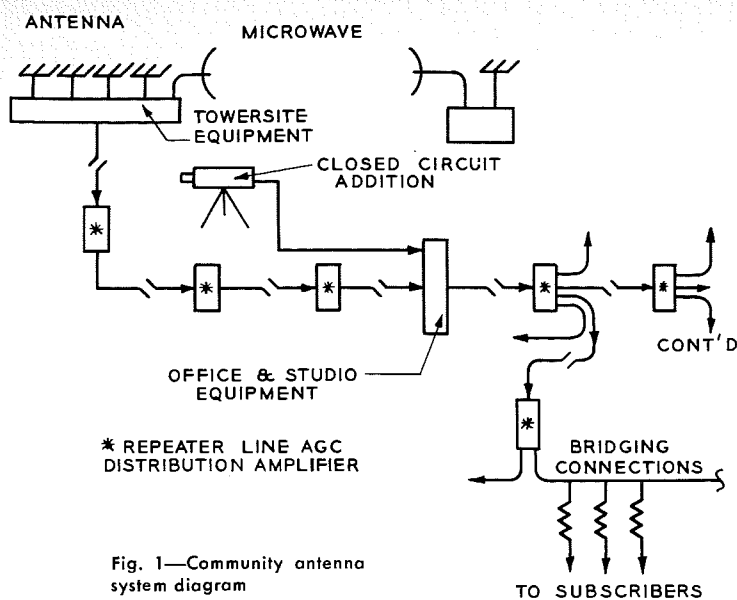 ANTENNA
MICROWAVE
TOWERSITE
EQUIPMENT
CLOSED CIRCUIT
ADDITION
*
*
*
*
*
CONT'D
OFFICE & STUDIO
EQUIPMENT
*
* REPEATER LINE AGC
DISTRIBUTION AMPLIFIER
BRIDGING
CONNECTIONS
Fig. 1—Community antenna
system diagram
TO SUBSCRIBERS